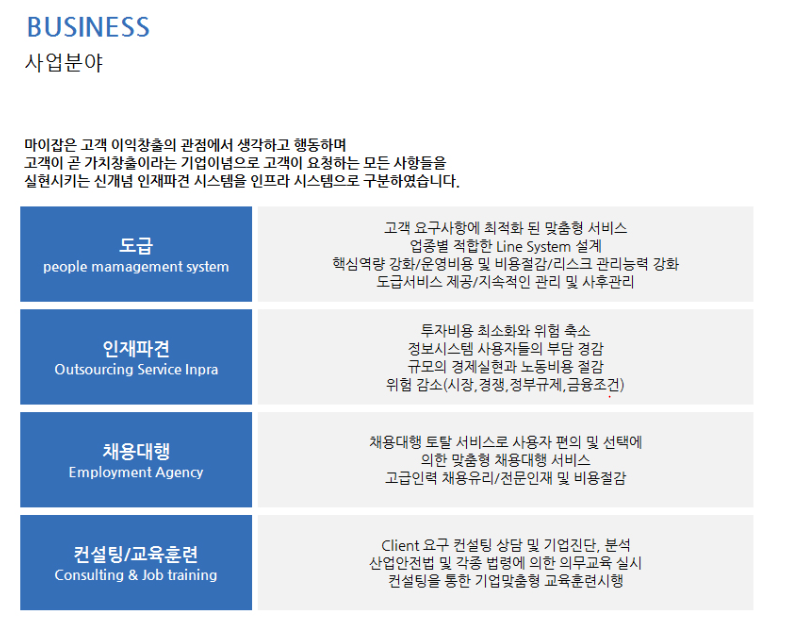 BUSINESS
사업분야
마이잡은 고객 이익창출의 관점에서 생각하고 행동하며
고객이 곧 가치창출이라는 기업이념으로 고객이 요청하는 모든 사항들을
실현시키는 신개념 인재파견 시스템을 인프라 시스템으로 구분하였습니다.
도급
people mamagement system
고객 요구사항에 최적화 된 맞춤형 서비스
업종별 적합한 Line System 설계
핵심역량 강화/운영비용 및 비용절감/리스크 관리능력 강화
도급서비스 제공/지속적인 관리 및 사후관리
인재파견
Outsourcing Service Inpra
투자비용 최소화와 위험 축소
정보시스템 사용자들의 부담 경감
규모의 경제실현과 노동비용 절감
위험 감소(시장,경쟁,정부규제,금융조건)
채용대행
Employment Agency
채용대행 토탈 서비스로 사용자 편의 및 선택에
의한 맞춤형 채용대행 서비스
고급인력 채용유리/전문인재 및 비용절감
컨설팅/교육훈련
Consulting & Job training
Client 요구 컨설팅 상담 및 기업진단, 분석
산업안전법 및 각종 법령에 의한 의무교육 실시
컨설팅을 통한 기업맞춤형 교육훈련시행